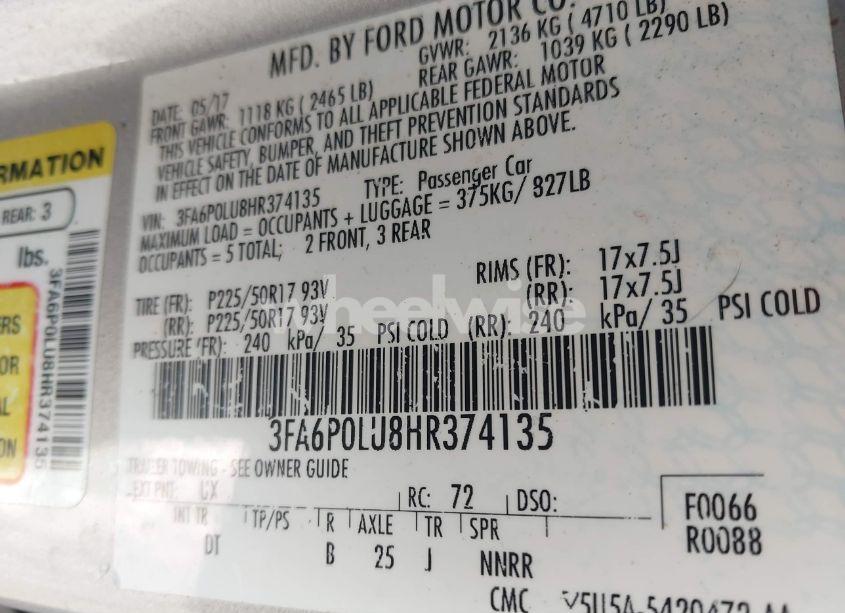 MFD. BY FORD MOTOR CO.
DATE: 05/17 GVWR: 2136 KG ( 4710 LB)
FRONT GAWR: 1118 KG ( 2465 LB) REAR GAWR: 1039 KG ( 2290 LB)
THIS VEHICLE CONFORMS TO ALL APPLICABLE FEDERAL MOTOR
VEHICLE SAFETY, BUMPER, AND THEFT PREVENTION STANDARDS
IN EFFECT ON THE DATE OF MANUFACTURE SHOWN ABOVE.
VIN: 3FA6P0LU8HR374135 TYPE: Passenger Car
MAXIMUM LOAD = OCCUPANTS + LUGGAGE = 375KG/ 827LB
OCCUPANTS = 5 TOTAL; 2 FRONT, 3 REAR
TIRE (FR): P225/50R17 93V RIMS (FR): 17x7.5J
(RR): P225/50R17 93V (RR): 17x7.5J
PRESSURE (FR): 240 kPa/ 35 PSI COLD (RR): 240 kPa/ 35 PSI COLD
3FA6P0LU8HR374135
TRAILER TOWING - SEE OWNER GUIDE
EXT PNT: UX RC: 72 DSO:
INT TR TP/PS R AXLE TR SPR
DT B 25 J NNRR
F0066
R0088
CMC
RMATION
REAR: 3
lbs.
3FA6P0LU8HR374135
ERS
OR
AL
ON
wheelwise